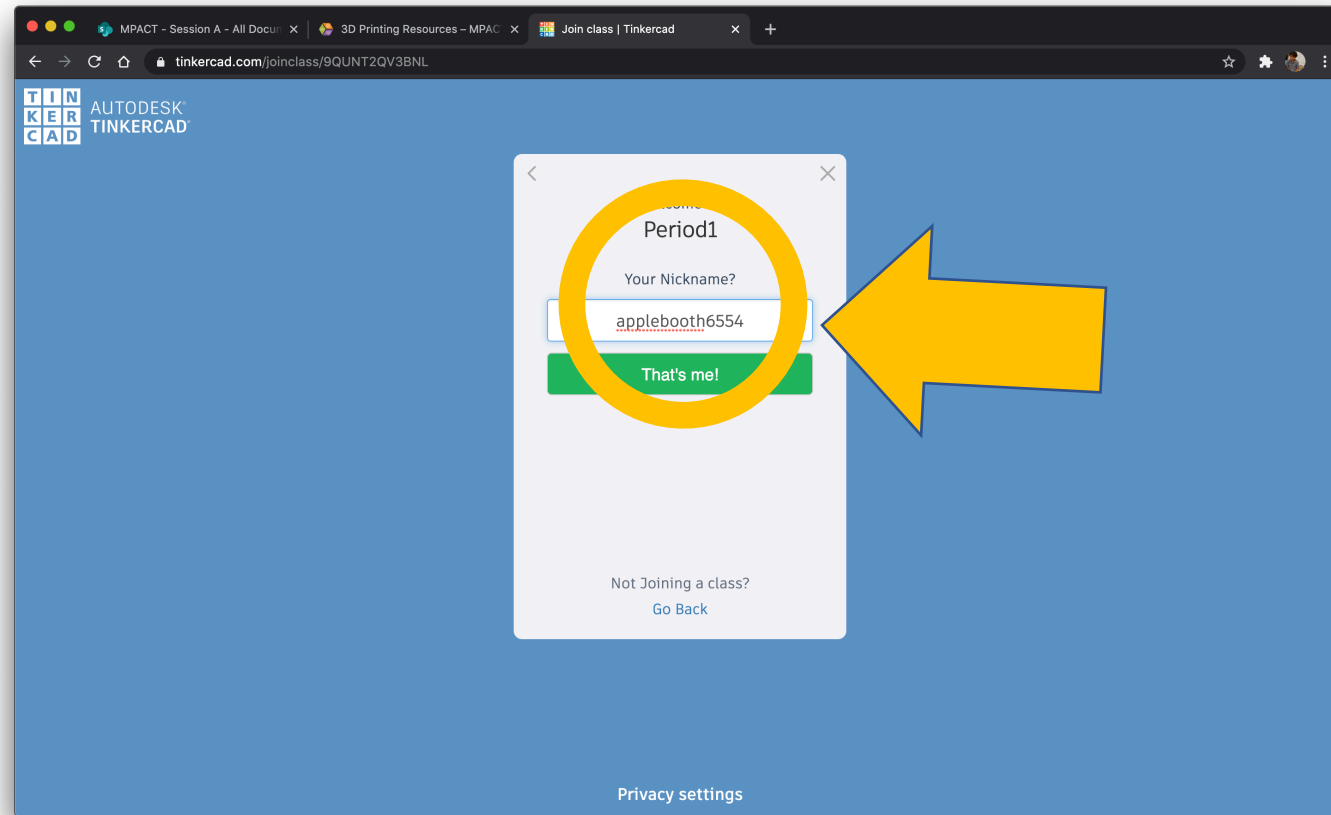 MPACT - Session A - All Docun
3D Printing Resources – MPAC
Join class | Tinkercad
tinkercad.com/joinclass/9QUNT2QV3BNL
TIN
KER
CAD
AUTODESK®
TINKERCAD®
Period1
Your Nickname?
applebooth6554
That's me!
Not Joining a class?
Go Back
Privacy settings